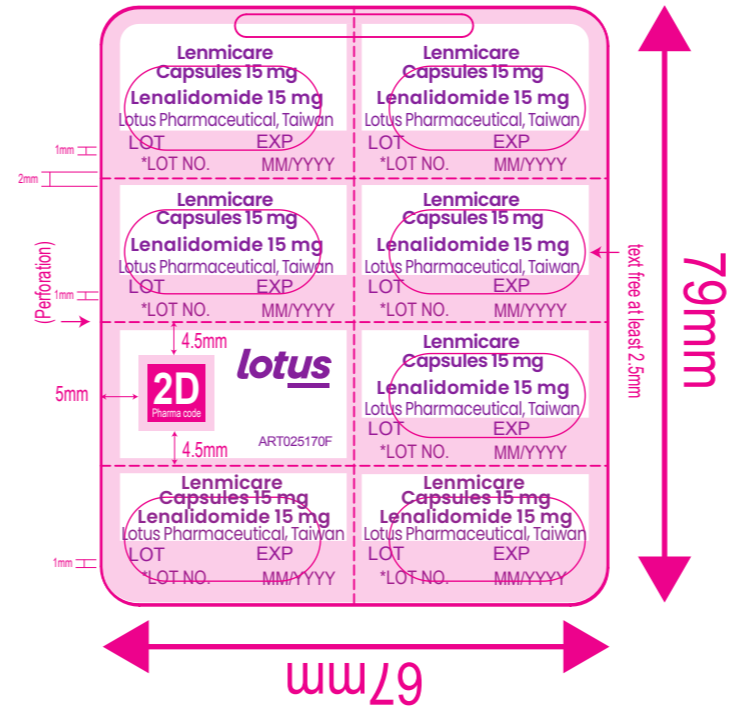 Lenmicare
Capsules 15 mg
Lenalidomide 15 mg
Lotus Pharmaceutical, Taiwan
LOT EXP
*LOT NO. MM/YYYY
Lenmicare
Capsules 15 mg
Lenalidomide 15 mg
Lotus Pharmaceutical, Taiwan
LOT EXP
*LOT NO. MM/YYYY
1mm
2mm
Lenmicare
Capsules 15 mg
Lenalidomide 15 mg
Lotus Pharmaceutical, Taiwan
LOT EXP
*LOT NO. MM/YYYY
Lenmicare
Capsules 15 mg
Lenalidomide 15 mg
Lotus Pharmaceutical, Taiwan
LOT EXP
*LOT NO. MM/YYYY
1mm
(Perforation)
text free at least 2.5mm
79mm
4.5mm
5mm
2D
Pharma code
lotus
4.5mm
ART025170F
Lenmicare
Capsules 15 mg
Lenalidomide 15 mg
Lotus Pharmaceutical, Taiwan
LOT EXP
*LOT NO. MM/YYYY
Lenmicare
Capsules 15 mg
Lenalidomide 15 mg
Lotus Pharmaceutical, Taiwan
LOT EXP
*LOT NO. MM/YYYY
Lenmicare
Capsules 15 mg
Lenalidomide 15 mg
Lotus Pharmaceutical, Taiwan
LOT EXP
*LOT NO. MM/YYYY
1mm
67mm